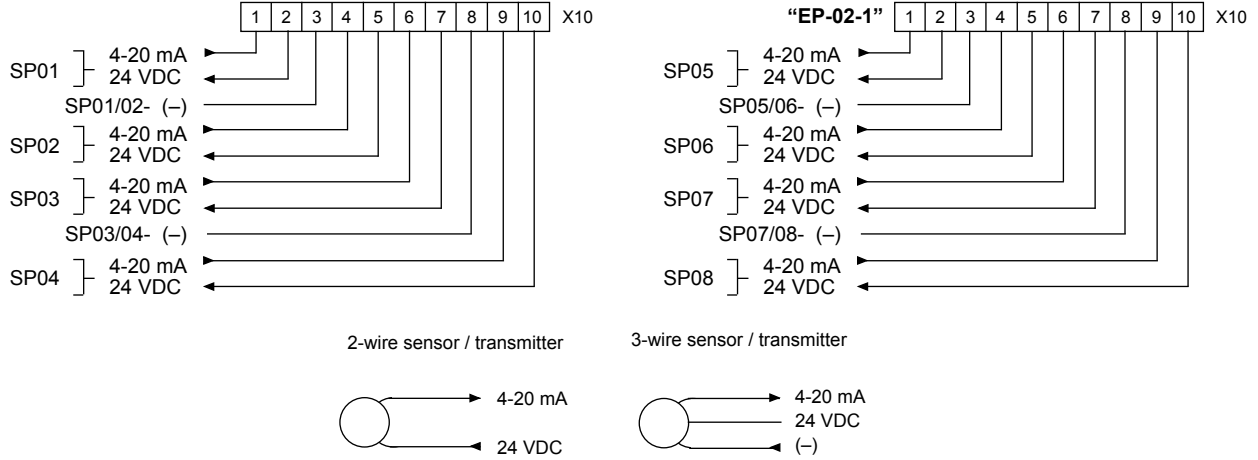 1 2 3 4 5 6 7 8 9 10 X10
SP01
4-20 mA
24 VDC
SP01/02- (–)
SP02
4-20 mA
24 VDC
SP03
4-20 mA
24 VDC
SP03/04- (–)
SP04
4-20 mA
24 VDC
“EP-02-1” 1 2 3 4 5 6 7 8 9 10 X10
SP05
4-20 mA
24 VDC
SP05/06- (–)
SP06
4-20 mA
24 VDC
SP07
4-20 mA
24 VDC
SP07/08- (–)
SP08
4-20 mA
24 VDC
2-wire sensor / transmitter
4-20 mA
24 VDC
3-wire sensor / transmitter
4-20 mA
24 VDC
(–)